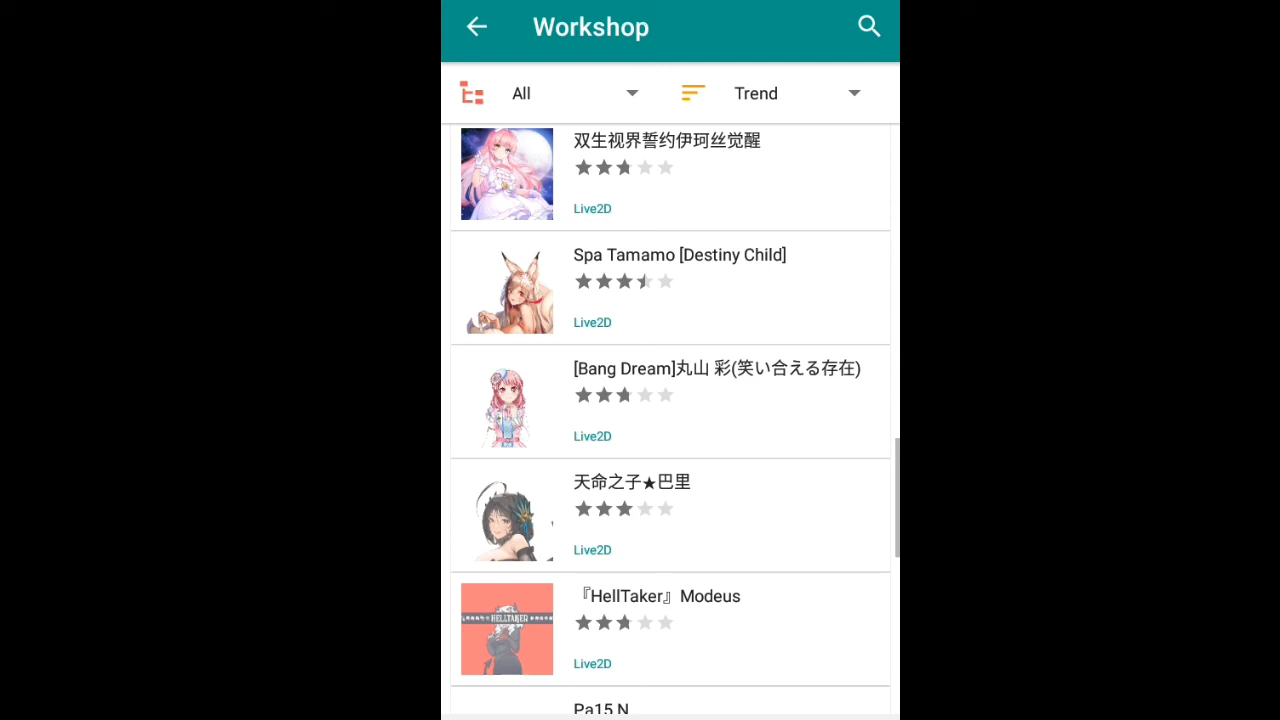 Workshop
All
Trend
双生视界誓约伊珂丝觉醒
Live2D
Spa Tamamo [Destiny Child]
Live2D
[Bang Dream]丸山 彩(笑い合える存在)
Live2D
天命之子★巴里
Live2D
『HellTaker』Modeus
HELLTAKER
Live2D
Pa15 N